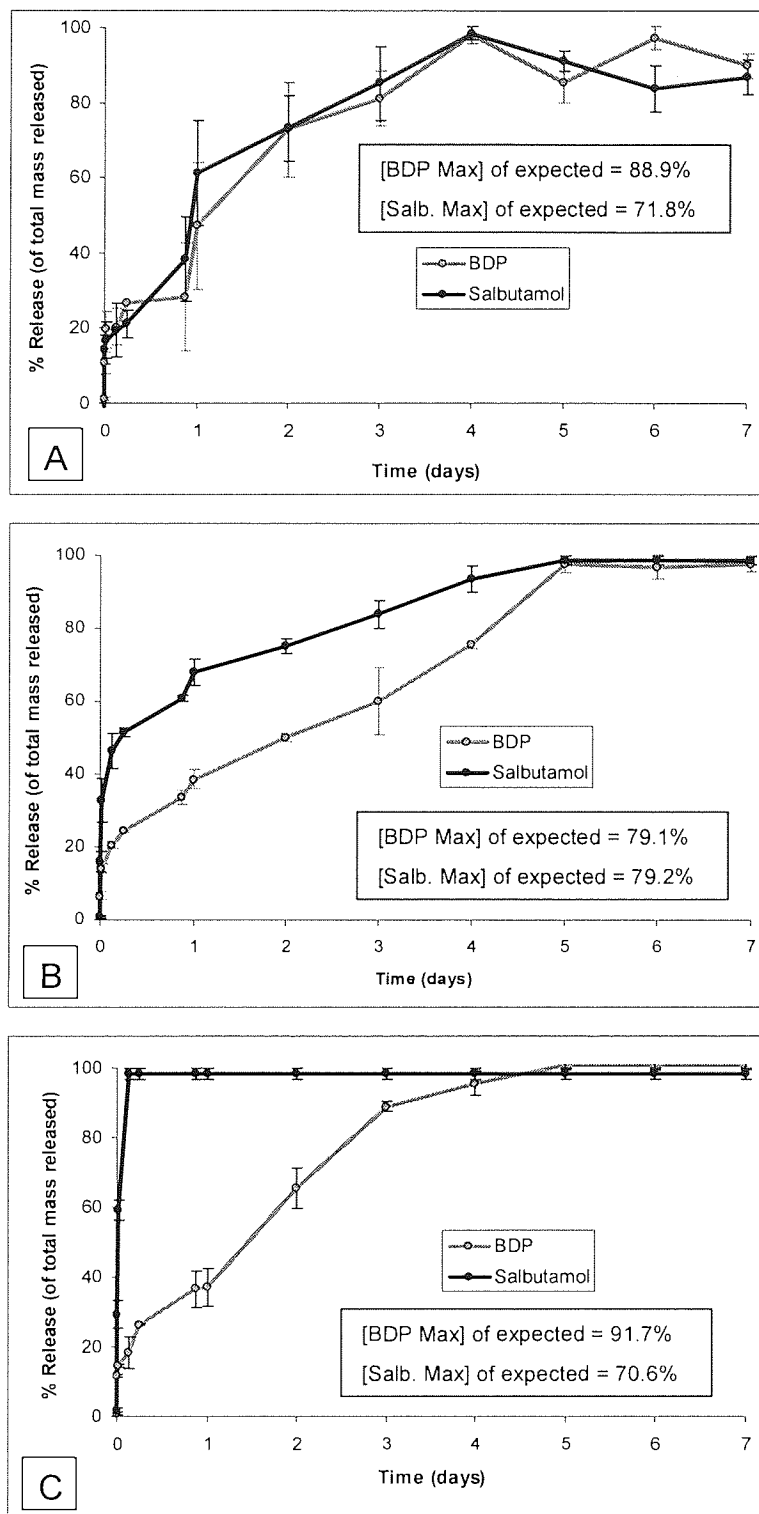 100
80
60
40
20
0
% Release (of total mass released)
[BDP Max] of expected = 88.9%
[Salb. Max] of expected = 71.8%
BDP
Salbutamol
0 1 2 3 4 5 6 7
Time (days)
A
100
80
60
40
20
0
% Release (of total mass released)
BDP
Salbutamol
[BDP Max] of expected = 79.1%
[Salb. Max] of expected = 79.2%
0 1 2 3 4 5 6 7
Time (days)
B
100
80
60
40
20
0
% Release (of total mass released)
BDP
Salbutamol
[BDP Max] of expected = 91.7%
[Salb. Max] of expected = 70.6%
0 1 2 3 4 5 6 7
Time (days)
C